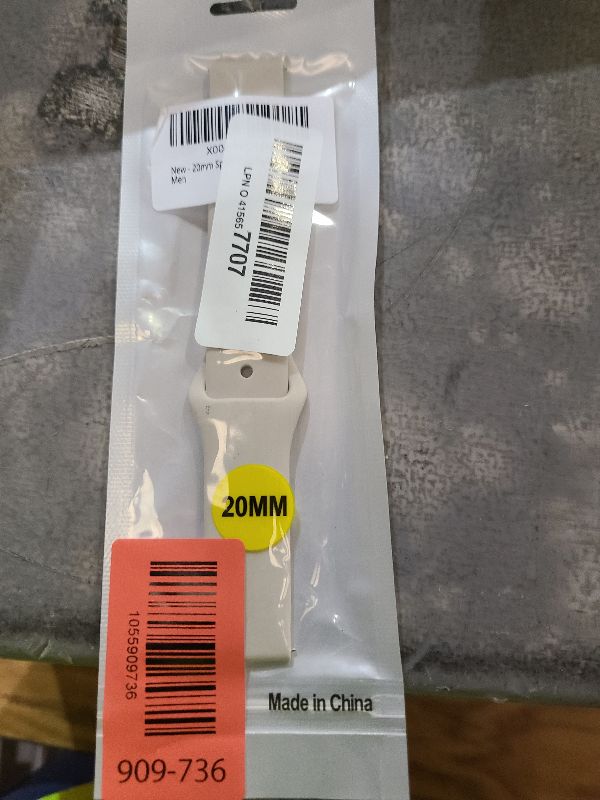 X00
New - 20mm Sp
Men
LPN O 41565 7707
20MM
1055909736
909-736
Made in China